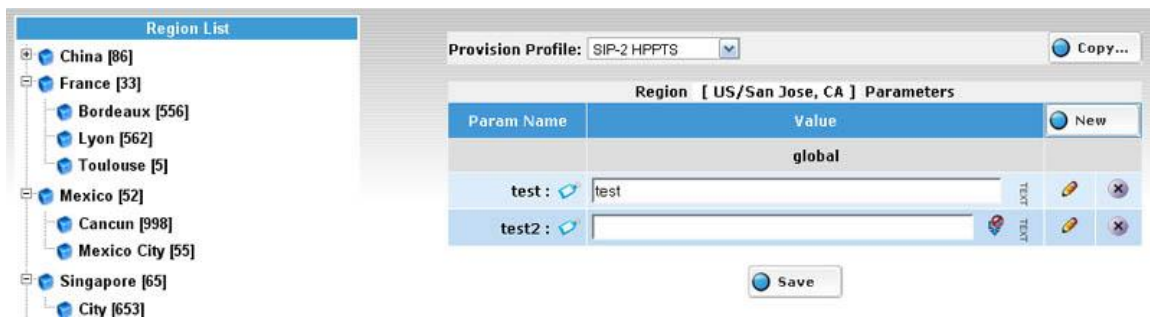 Region List
China [86]
France [33]
Bordeaux [556]
Lyon [562]
Toulouse [5]
Mexico [52]
Cancun [998]
Mexico City [55]
Singapore [65]
City [653]
Provision Profile: SIP-2 HPPTS Copy...
Region [ US/San Jose, CA ] Parameters
Param Name Value New
global
test : test TEXT
test2 : TEXT
Save